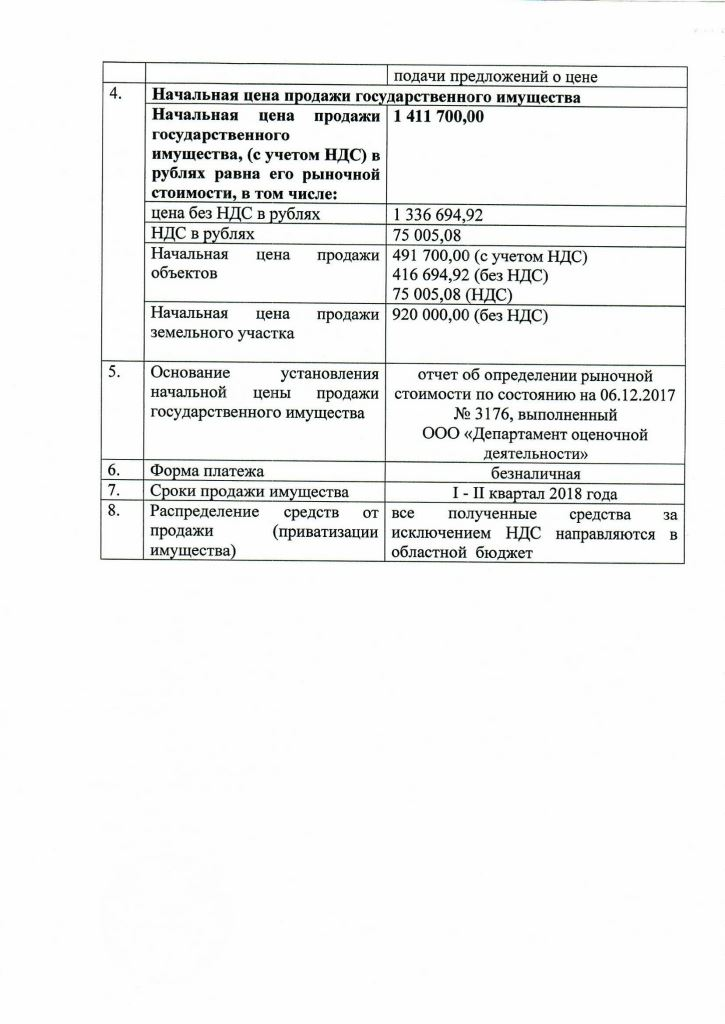 подачи предложений о цене
4.
Начальная цена продажи государственного имущества
Начальная цена продажи
государственного
имущества, (с учетом НДС) в
рублях равна его рыночной
стоимости, в том числе:
1 411 700,00
цена без НДС в рублях
1 336 694,92
НДС в рублях
75 005,08
Начальная цена продажи
объектов
491 700,00 (с учетом НДС)
416 694,92 (без НДС)
75 005,08 (НДС)
Начальная цена продажи
земельного участка
920 000,00 (без НДС)
5.
Основание установления
начальной цены продажи
государственного имущества
отчет об определении рыночной
стоимости по состоянию на 06.12.2017
№ 3176, выполненный
ООО «Департамент оценочной
деятельности»
6.
Форма платежа
безналичная
7.
Сроки продажи имущества
I - II квартал 2018 года
8.
Распределение средств от
продажи (приватизации
имущества)
все полученные средства за
исключением НДС направляются в
областной бюджет